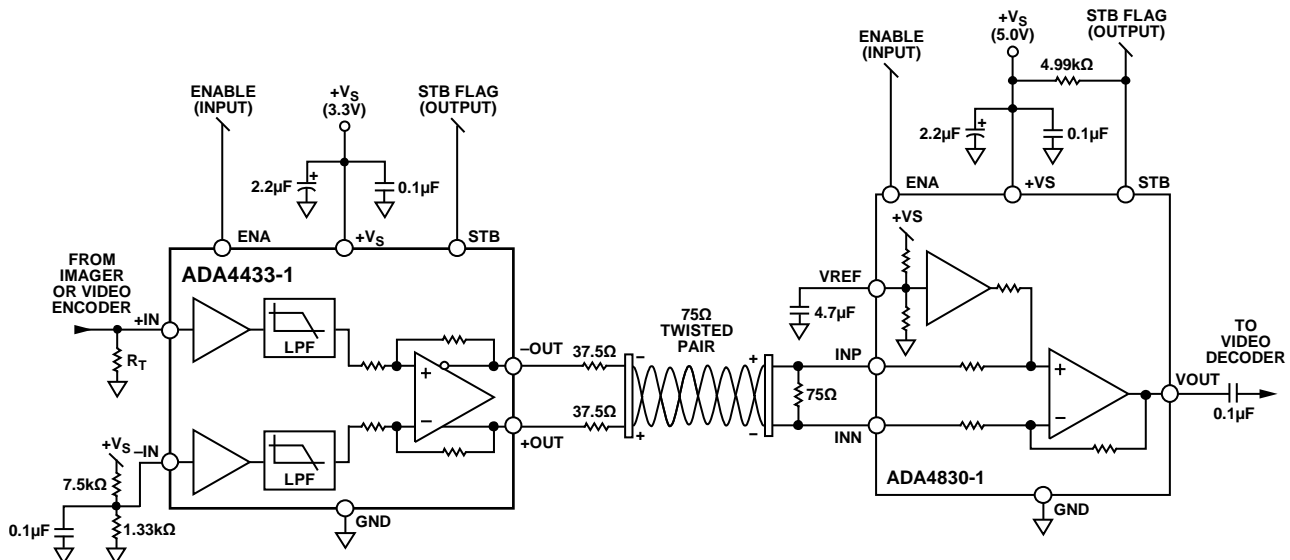 ENABLE
(INPUT)
+VS
(3.3V)
STB FLAG
(OUTPUT)
2.2µF
+
0.1µF
ENA
+VS
STB
ADA4433-1
FROM
IMAGER
OR VIDEO
ENCODER
+IN
RT
LPF
+
–
–OUT
+OUT
37.5Ω
37.5Ω
+VS
–IN
7.5kΩ
0.1µF
1.33kΩ
LPF
GND
75Ω
TWISTED
PAIR
–
+
+
–
75Ω
ENABLE
(INPUT)
+VS
(5.0V)
STB FLAG
(OUTPUT)
4.99kΩ
2.2µF
+
0.1µF
ENA
+VS
STB
+VS
VREF
4.7µF
INP
INN
+
–
VOUT
TO
VIDEO
DECODER
0.1µF
ADA4830-1
GND